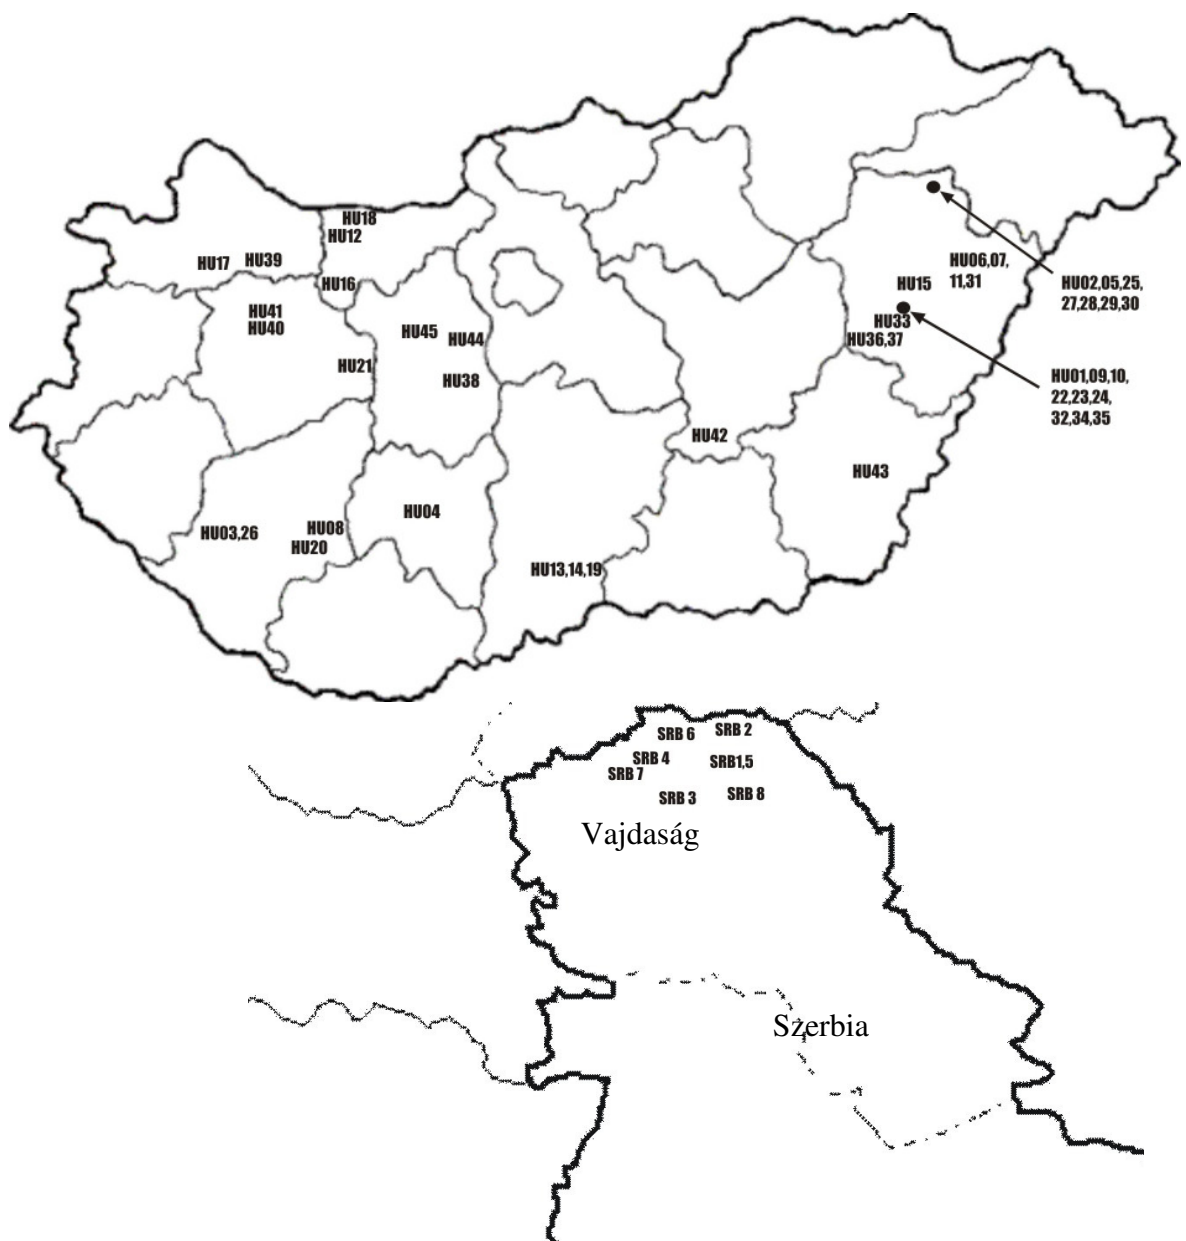 HU18
HU12
HU17
HU39
HU16
HU06,07,
11,31
HU15
HU02,05,25,
27,28,29,30
HU41
HU40
HU45
HU44
HU33
HU36,37
HU21
HU38
HU01,09,10,
22,23,24,
32,34,35
HU42
HU43
HU04
HU03,26
HU08
HU20
HU13,14,19
SRB 6
SRB 2
SRB 4
SRB1,5
SRB 7
SRB 3
SRB 8
Vajdaság
Szerbia